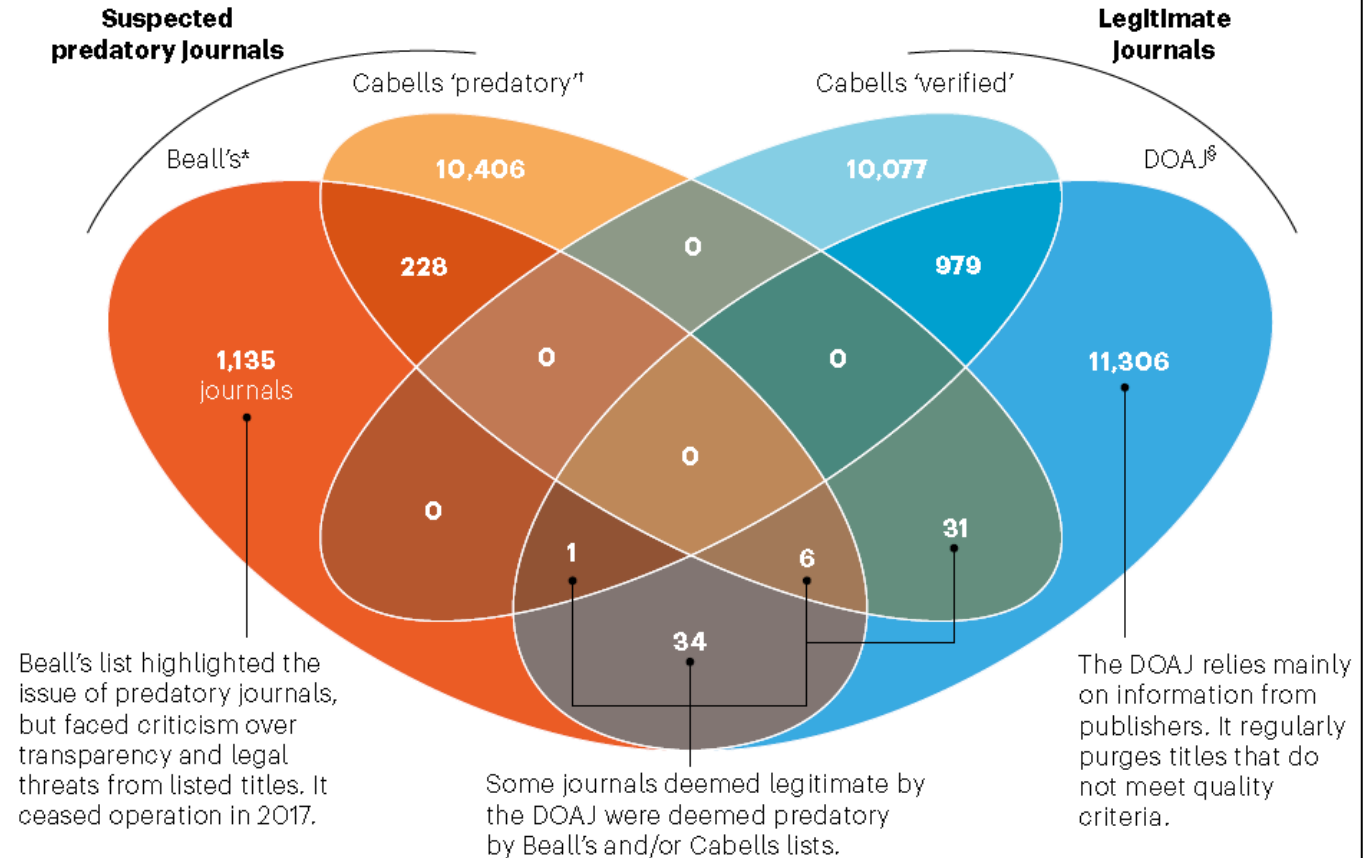 Suspected
predatory journals
Legitimate
journals
Cabells ‘predatory’†
Cabells ‘verified’
Beall’s‡
DOAJ§
10,406
10,077
0
228
979
1,135
journals
0
0
11,306
0
0
31
1
6
34
Beall’s list highlighted the
issue of predatory journals,
but faced criticism over
transparency and legal
threats from listed titles. It
ceased operation in 2017.
Some journals deemed legitimate by
the DOAJ were deemed predatory
by Beall’s and/or Cabells lists.
The DOAJ relies mainly
on information from
publishers. It regularly
purges titles that do
not meet quality
criteria.